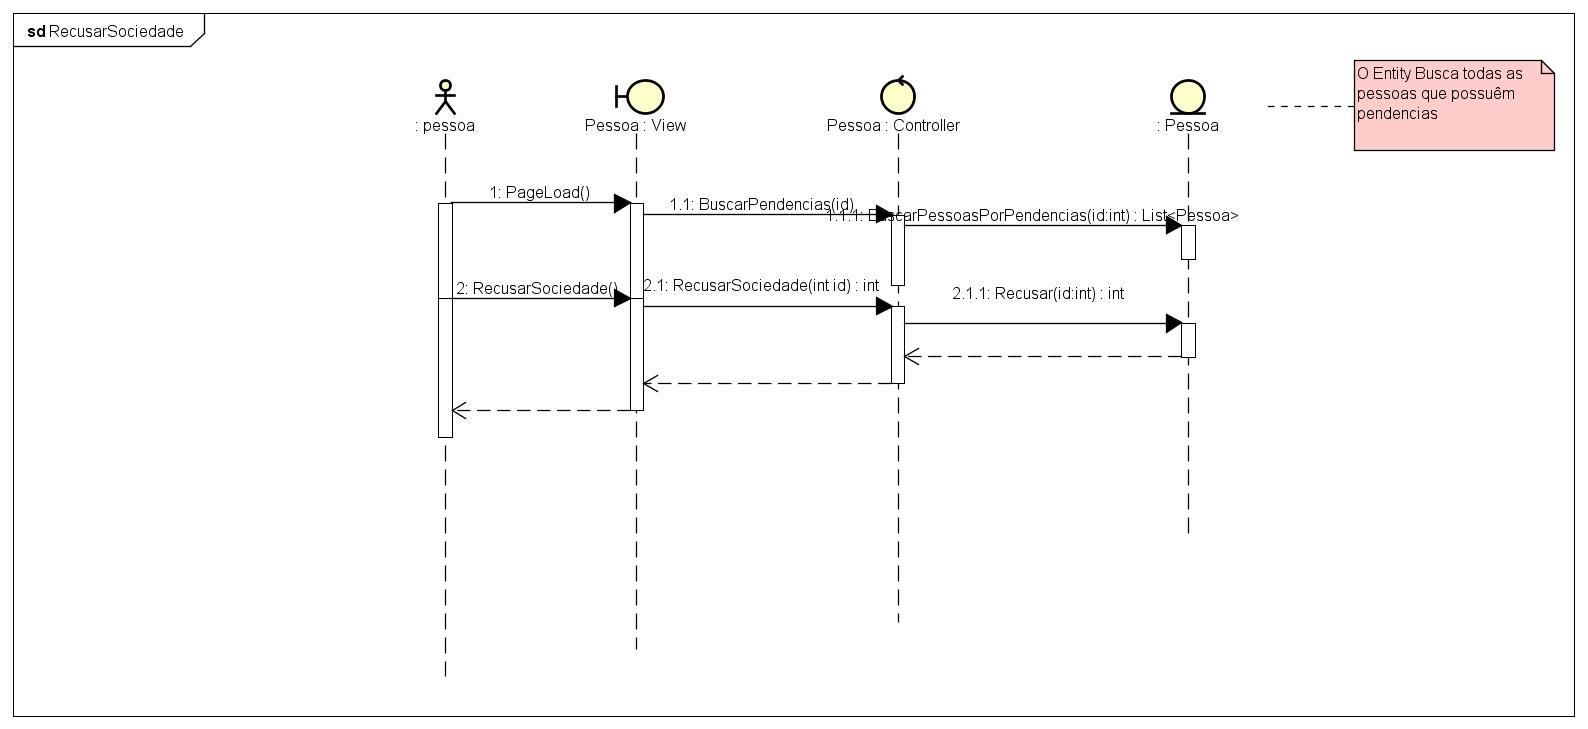 sd RecusarSociedade
O Entity Busca todas as
pessoas que possuêm
pendencias
: pessoa
Pessoa : View
Pessoa : Controller
: Pessoa
1: PageLoad()
1.1: BuscarPendencias(id)
1.1.1: BuscarPessoasPorPendencias(id:int) : List<Pessoa>
2: RecusarSociedade()
2.1: RecusarSociedade(int id) : int
2.1.1: Recusar(id:int) : int